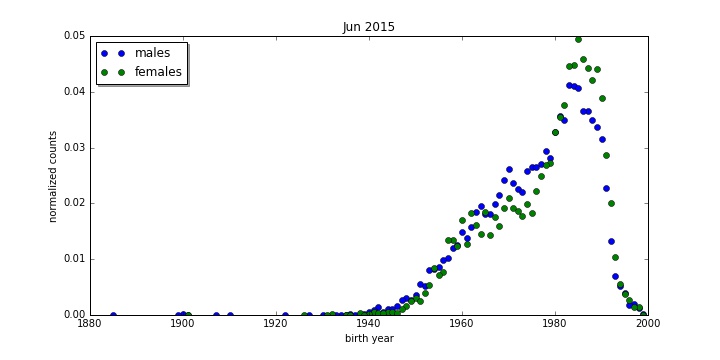 Jun 2015
males
females
normalized counts
0.05
0.04
0.03
0.02
0.01
0.00
1880 1900 1920 1940 1960 1980 2000
birth year